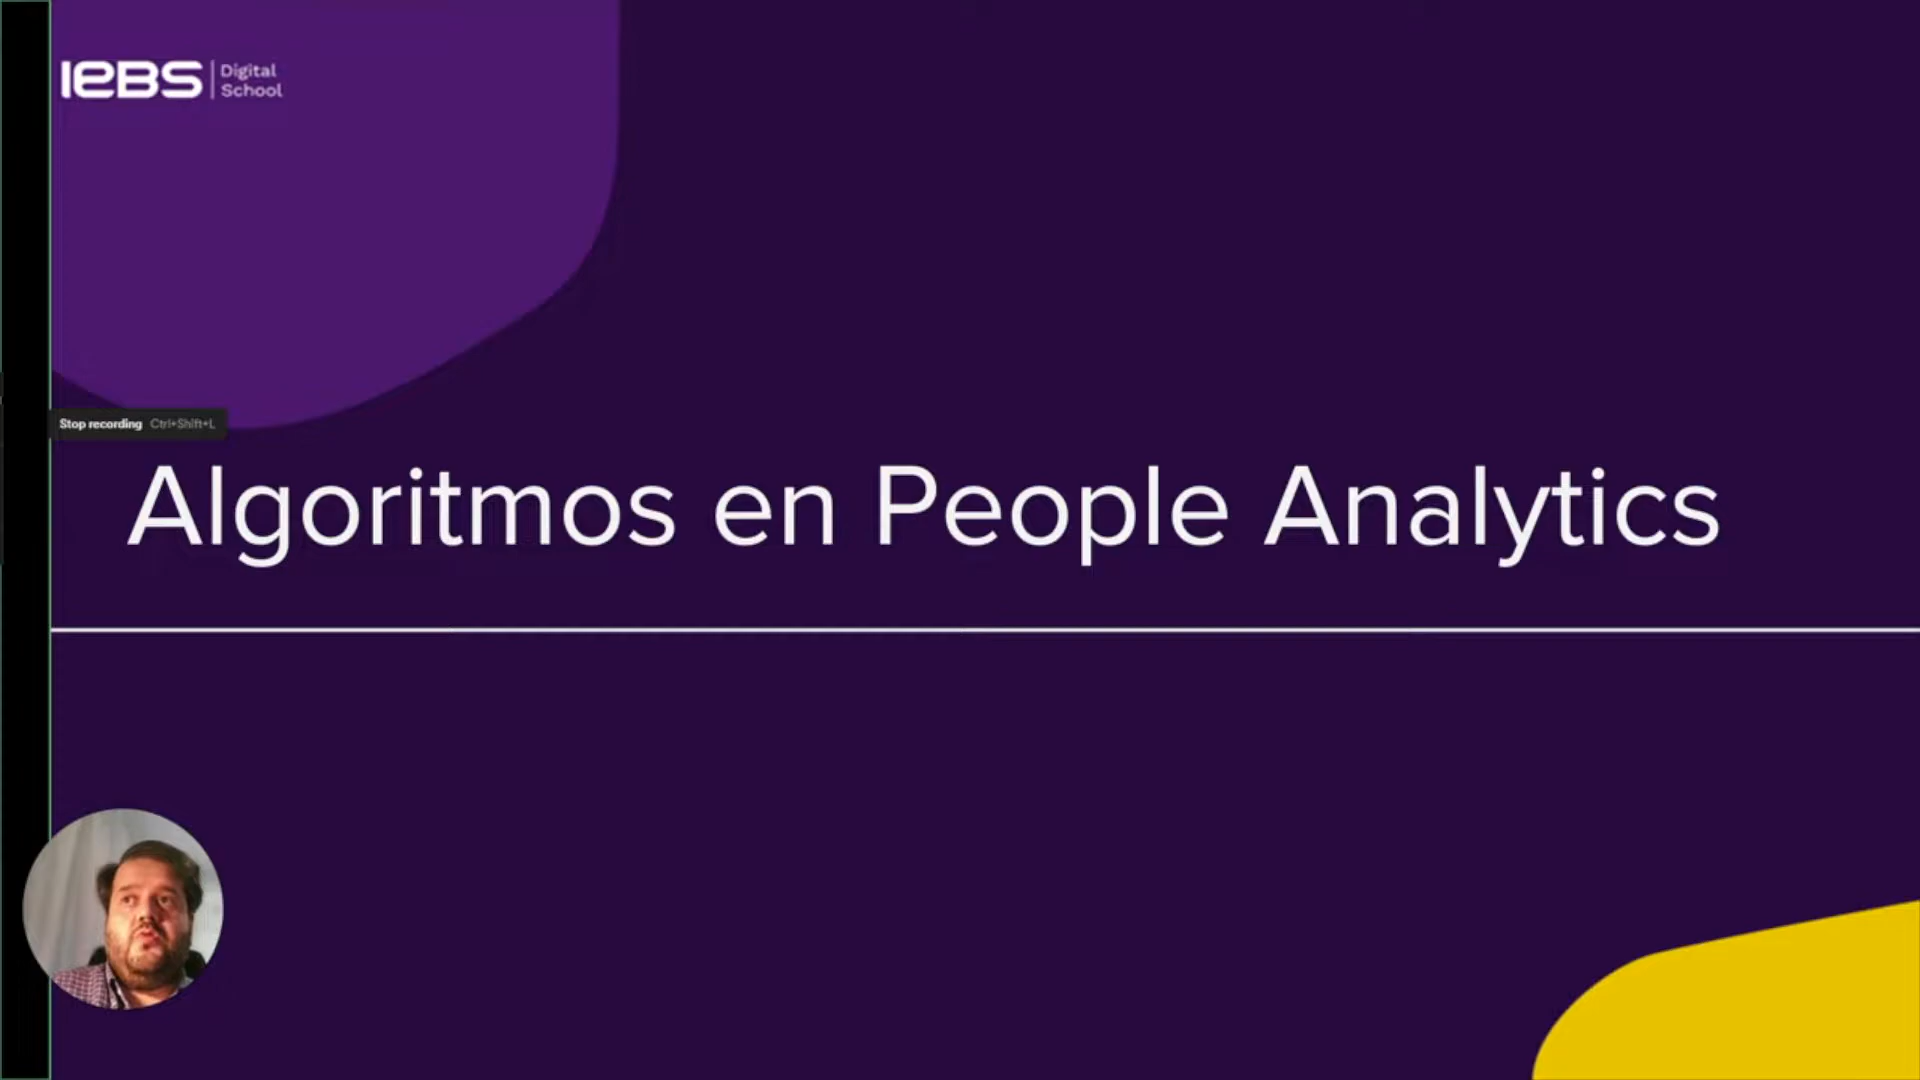 IEBS Digital
School
Stop recording Ctrl+Shift+L
Algoritmos en People Analytics